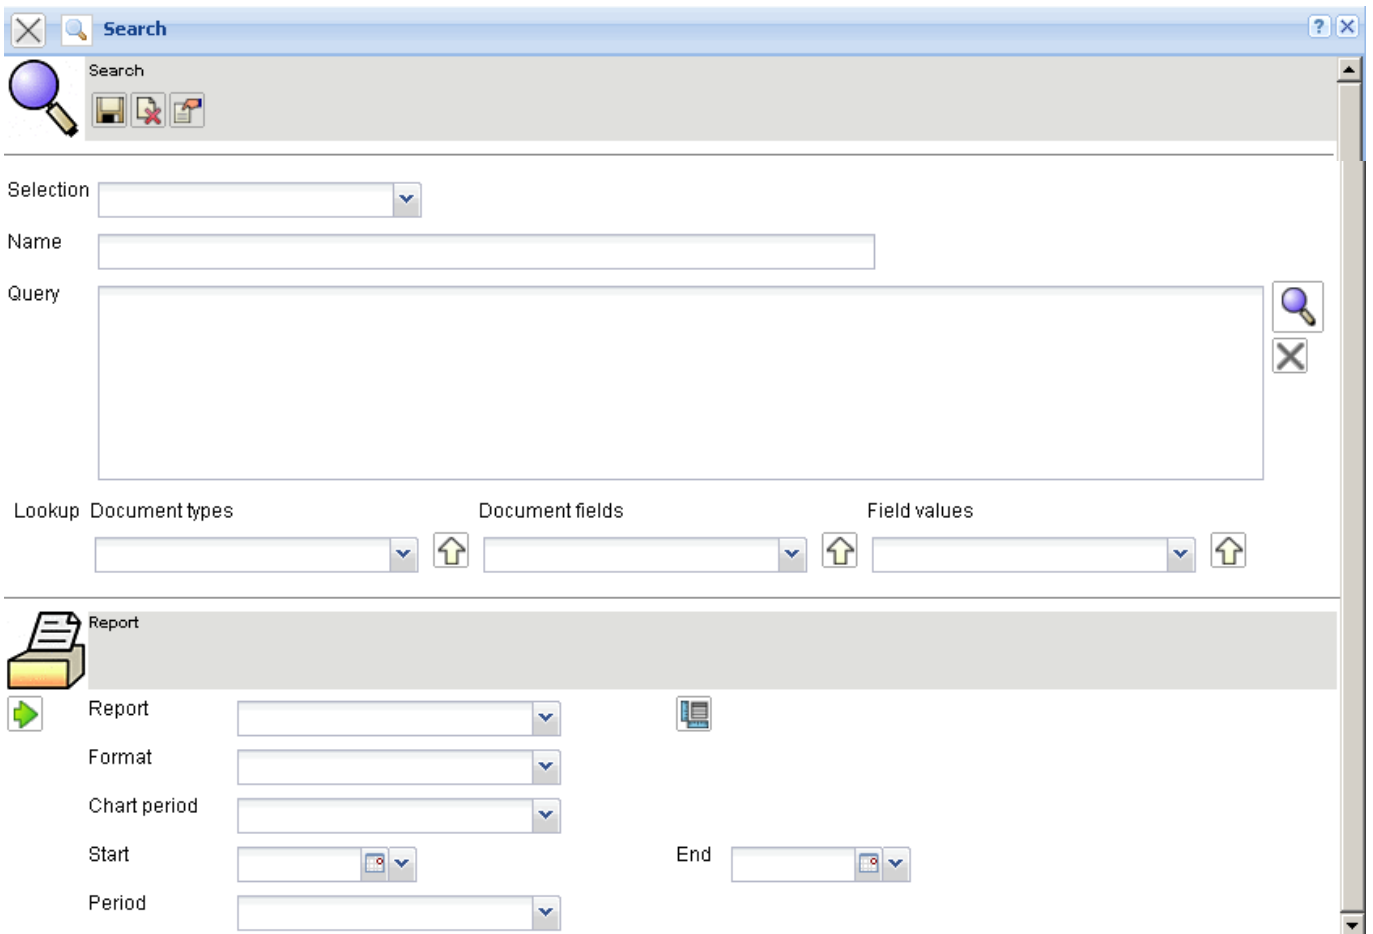 Search
?
Search
Selection
Name
Query
Lookup Document types Document fields Field values
Report
Report
Format
Chart period
Start End
Period